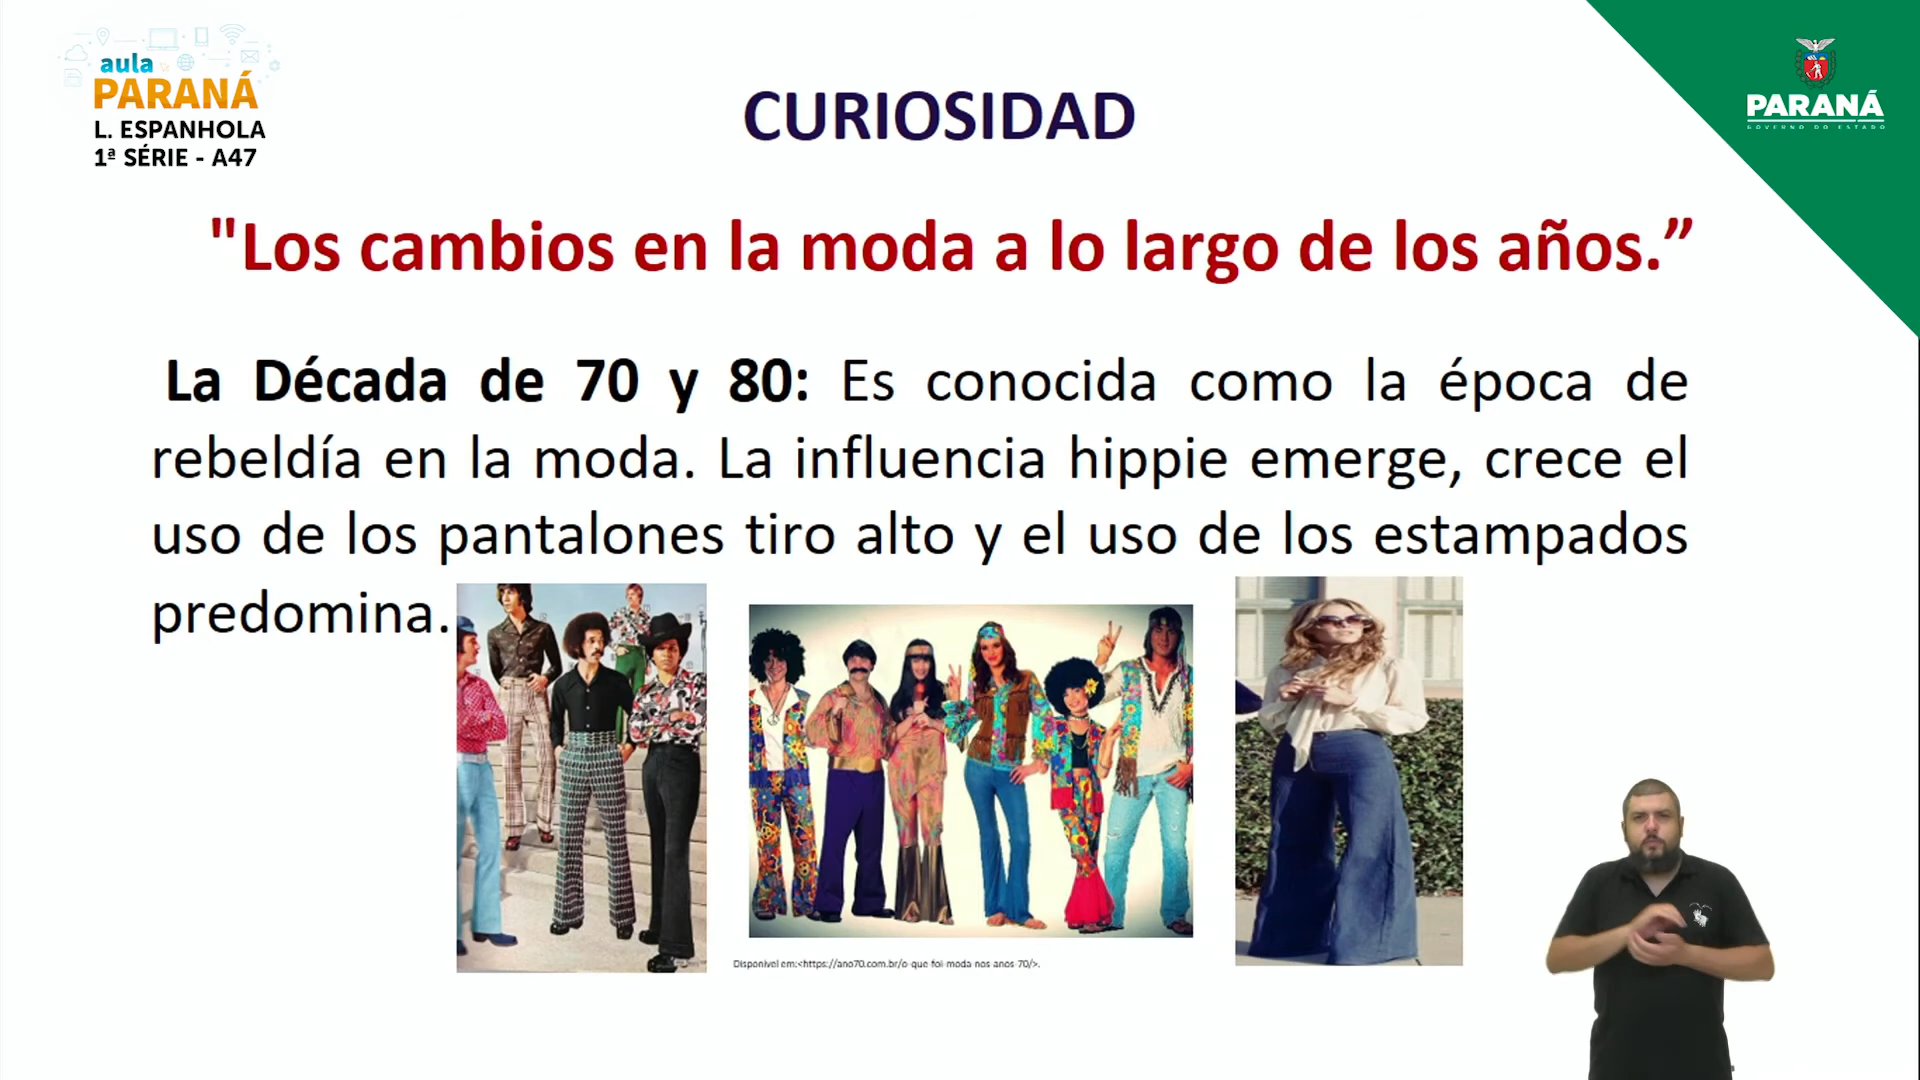 aula
PARANÁ
L. ESPANHOLA
1ª SÉRIE - A47
PARANÁ
GOVERNO DO ESTADO
CURIOSIDAD
"Los cambios en la moda a lo largo de los años.”
La Década de 70 y 80: Es conocida como la época de
rebeldía en la moda. La influencia hippie emerge, crece el
uso de los pantalones tiro alto y el uso de los estampados
predomina.
Disponível em:<https://ano70.com.br/o-que-foi-moda-nos-anos-70/>.